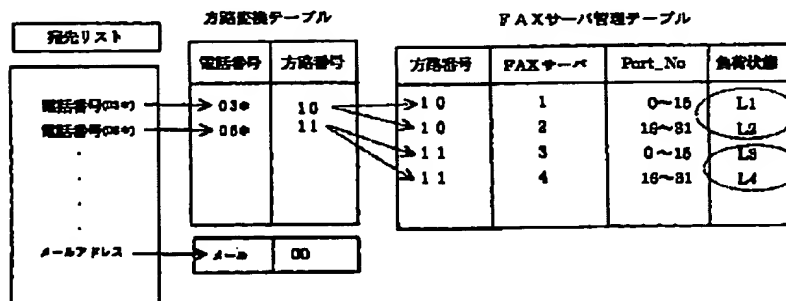 方路変換テーブル
FAXサーバ管理テーブル
宛先リスト
電話番号 方路番号
方路番号 FAXサーバ Port_No 負荷状態
電話番号(03*) 03* 10 10 1 0~15 L1
電話番号(06*) 06* 11 10 2 16~31 L2
11 3 0~15 L3
11 4 16~31 L4
メールアドレス メール 00